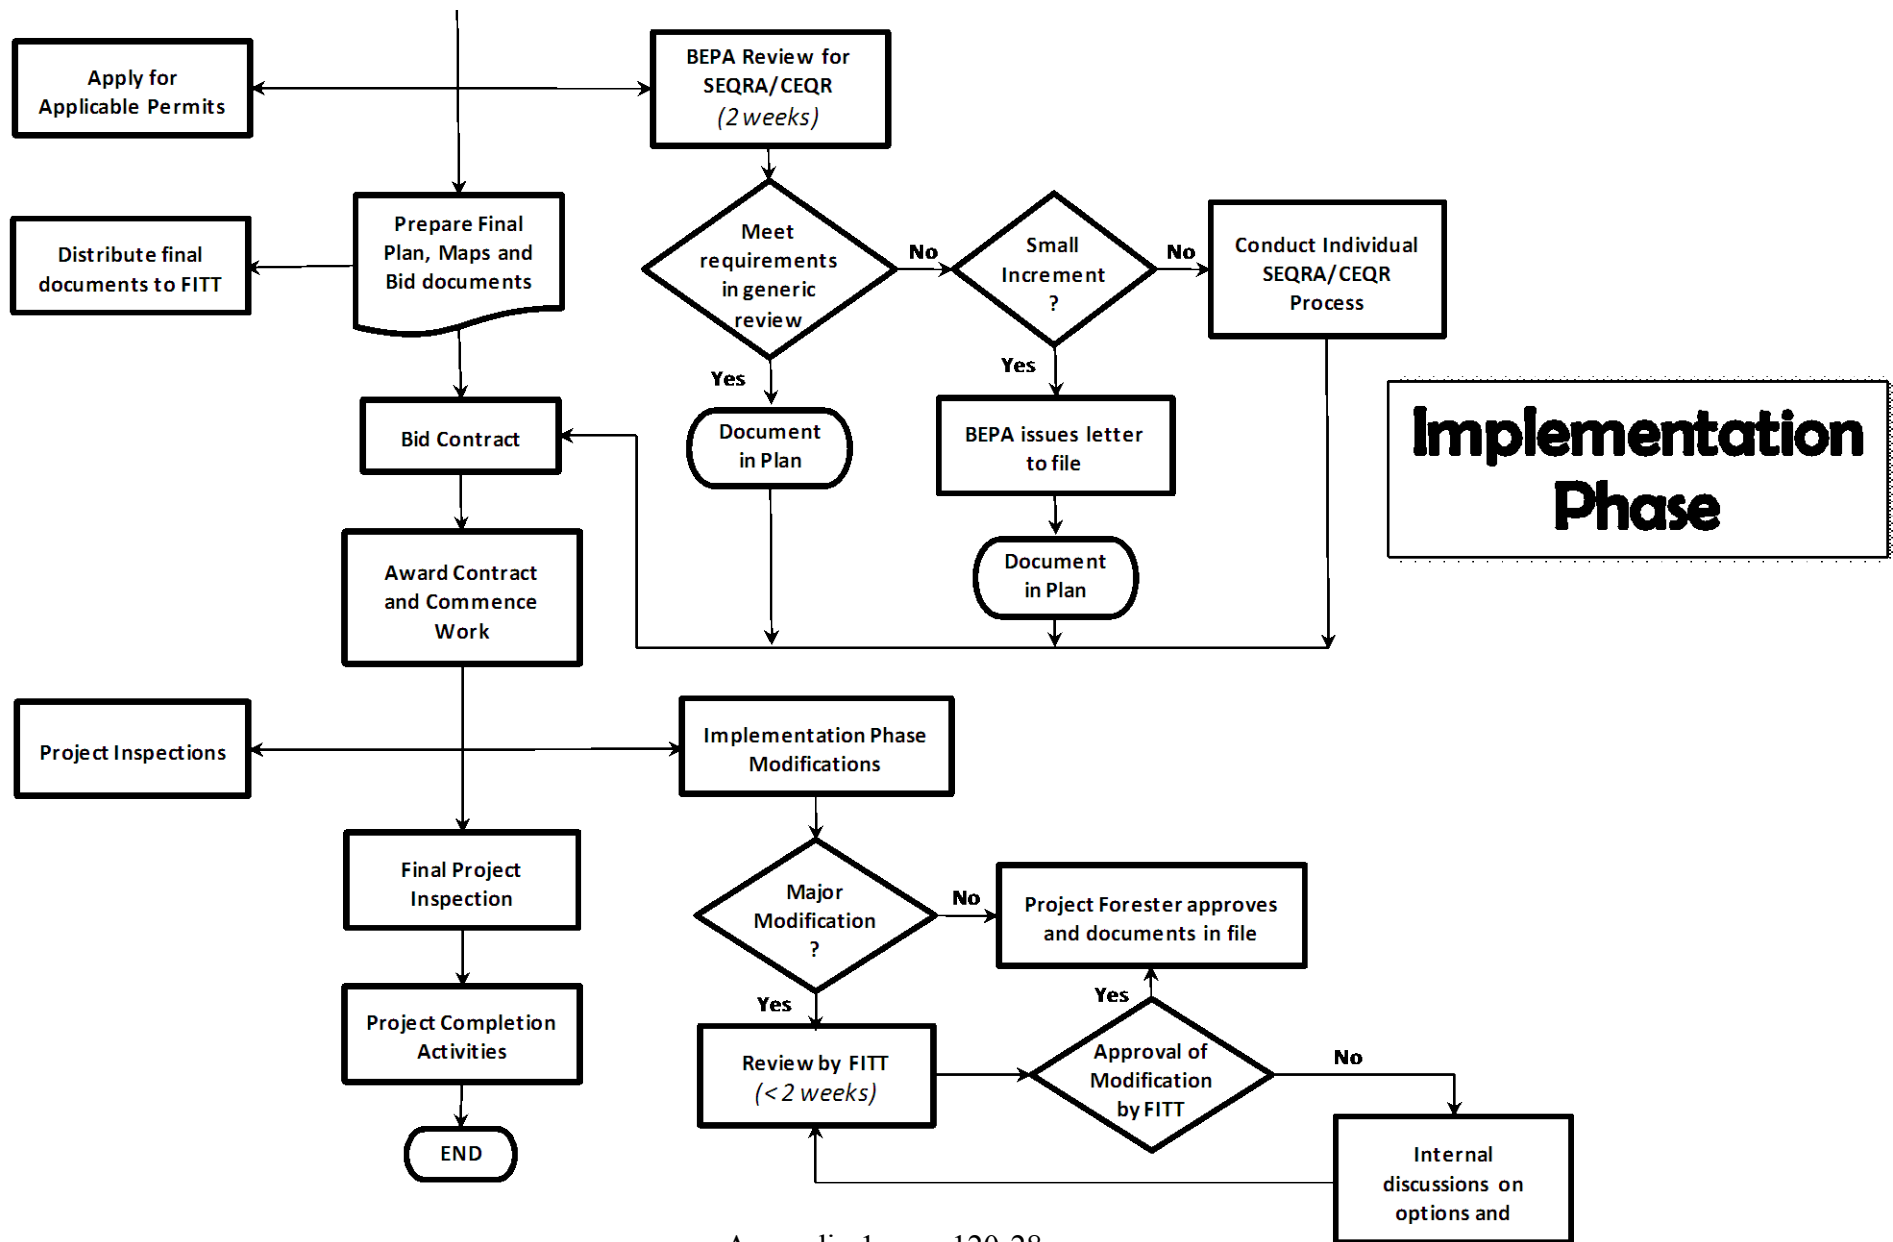 Apply for
Applicable Permits
BEPA Review for
SEQRA/CEQR
(2 weeks)
Distribute final
documents to FITT
Prepare Final
Plan, Maps and
Bid documents
Meet
requirements
in generic
review
No
Small
Increment
?
No
Conduct Individual
SEQRA/CEQR
Process
Yes
Yes
Bid Contract
Document
in Plan
BEPA issues letter
to file
Implementation
Phase
Award Contract
and Commence
Work
Document
in Plan
Project Inspections
Implementation Phase
Modifications
Final Project
Inspection
Major
Modification
?
No
Project Forester approves
and documents in file
Yes
Yes
Project Completion
Activities
Review by FITT
(< 2 weeks)
Approval of
Modification
by FITT
No
END
Internal
discussions on
options and